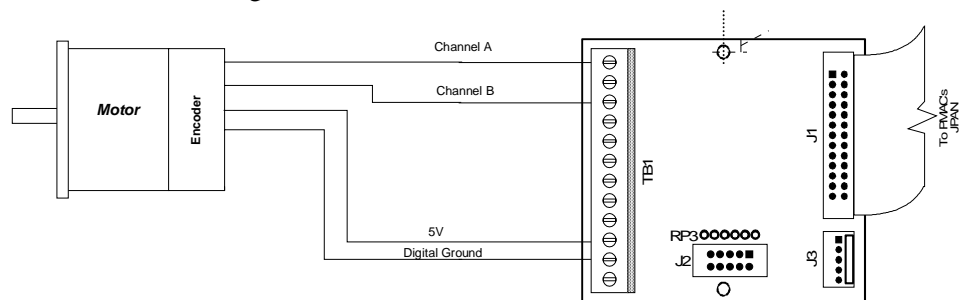 Channel A
Channel B
Motor
Encoder
5V
Digital Ground
TB1
RP3
J2
J1
J3
To PMACs
JPAN